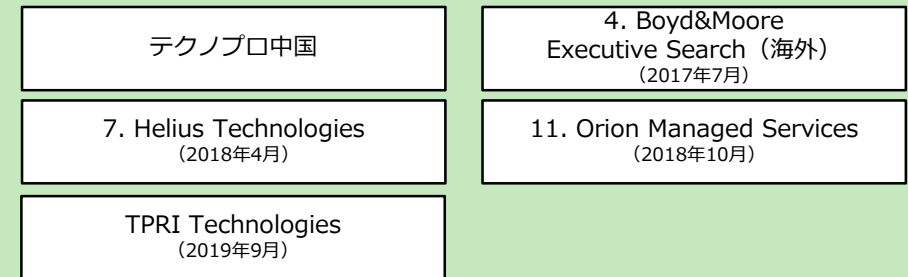 テクノプロ中国
4. Boyd&Moore
Executive Search（海外）
（2017年7月）
7. Helius Technologies
（2018年4月）
11. Orion Managed Services
（2018年10月）
TPRI Technologies
（2019年9月）